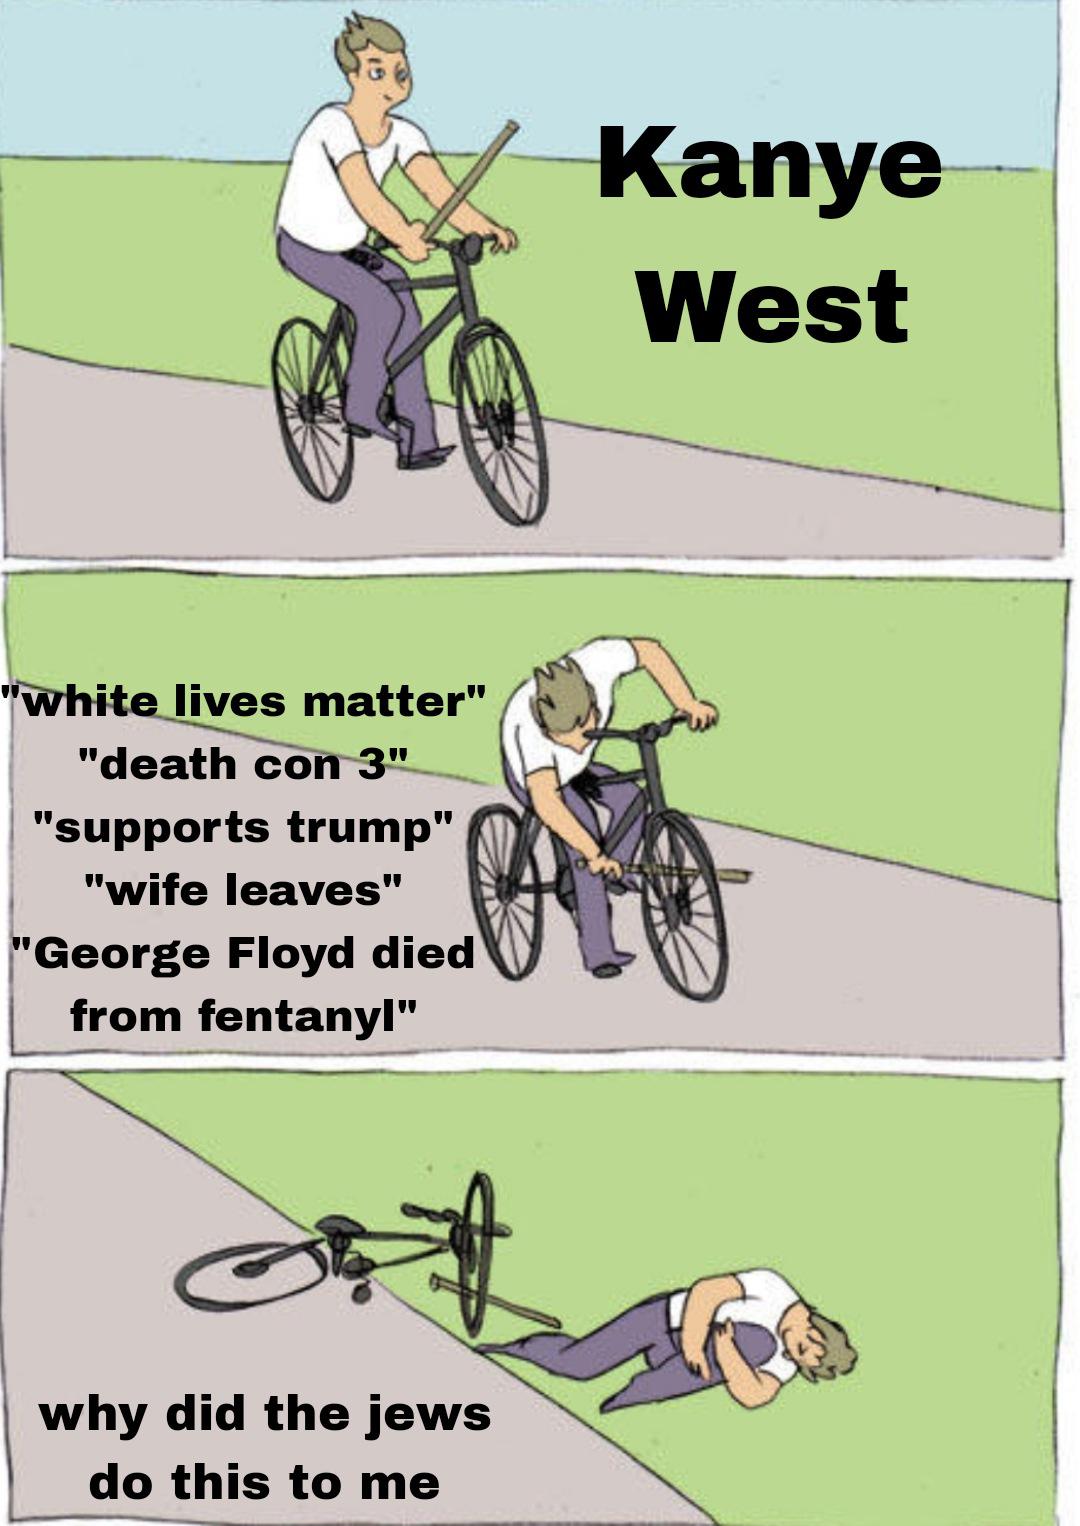 Kanye
West
"white lives matter"
"death con 3"
"supports trump"
"wife leaves"
"George Floyd died
from fentanyl"
why did the jews
do this to me